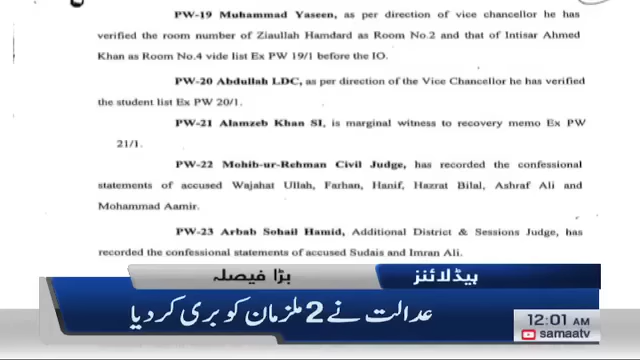 PW-19 Muhammad Yaseen, as per direction of vice chancellor he has
verified the room number of Ziaullah Hamdard as Room No.2 and that of Intisar Ahmed
Khan as Room No.4 vide list Ex PW 19/1 before the IO.
PW-20 Abdullah LDC, as per direction of the Vice Chancellor he has verified
the student list Ex PW 20/1.
PW-21 Alamzeb Khan SI, is marginal witness to recovery memo Ex PW
21/1.
PW-22 Mohib-ur-Rehman Civil Judge, has recorded the confessional
statements of accused Wajahat Ullah, Farhan, Hanif, Hazrat Bilal, Ashraf Ali and
Mohammad Aamir.
PW-23 Arbab Sohail Hamid, Additional District & Sessions Judge, has
recorded the confessional statements of accused Sudais and Imran Ali.
ہیڈلائنز
بڑا فیصلہ
عدالت نے 2 ملزمان کو بری کر دیا
12:01 AM
samaatv